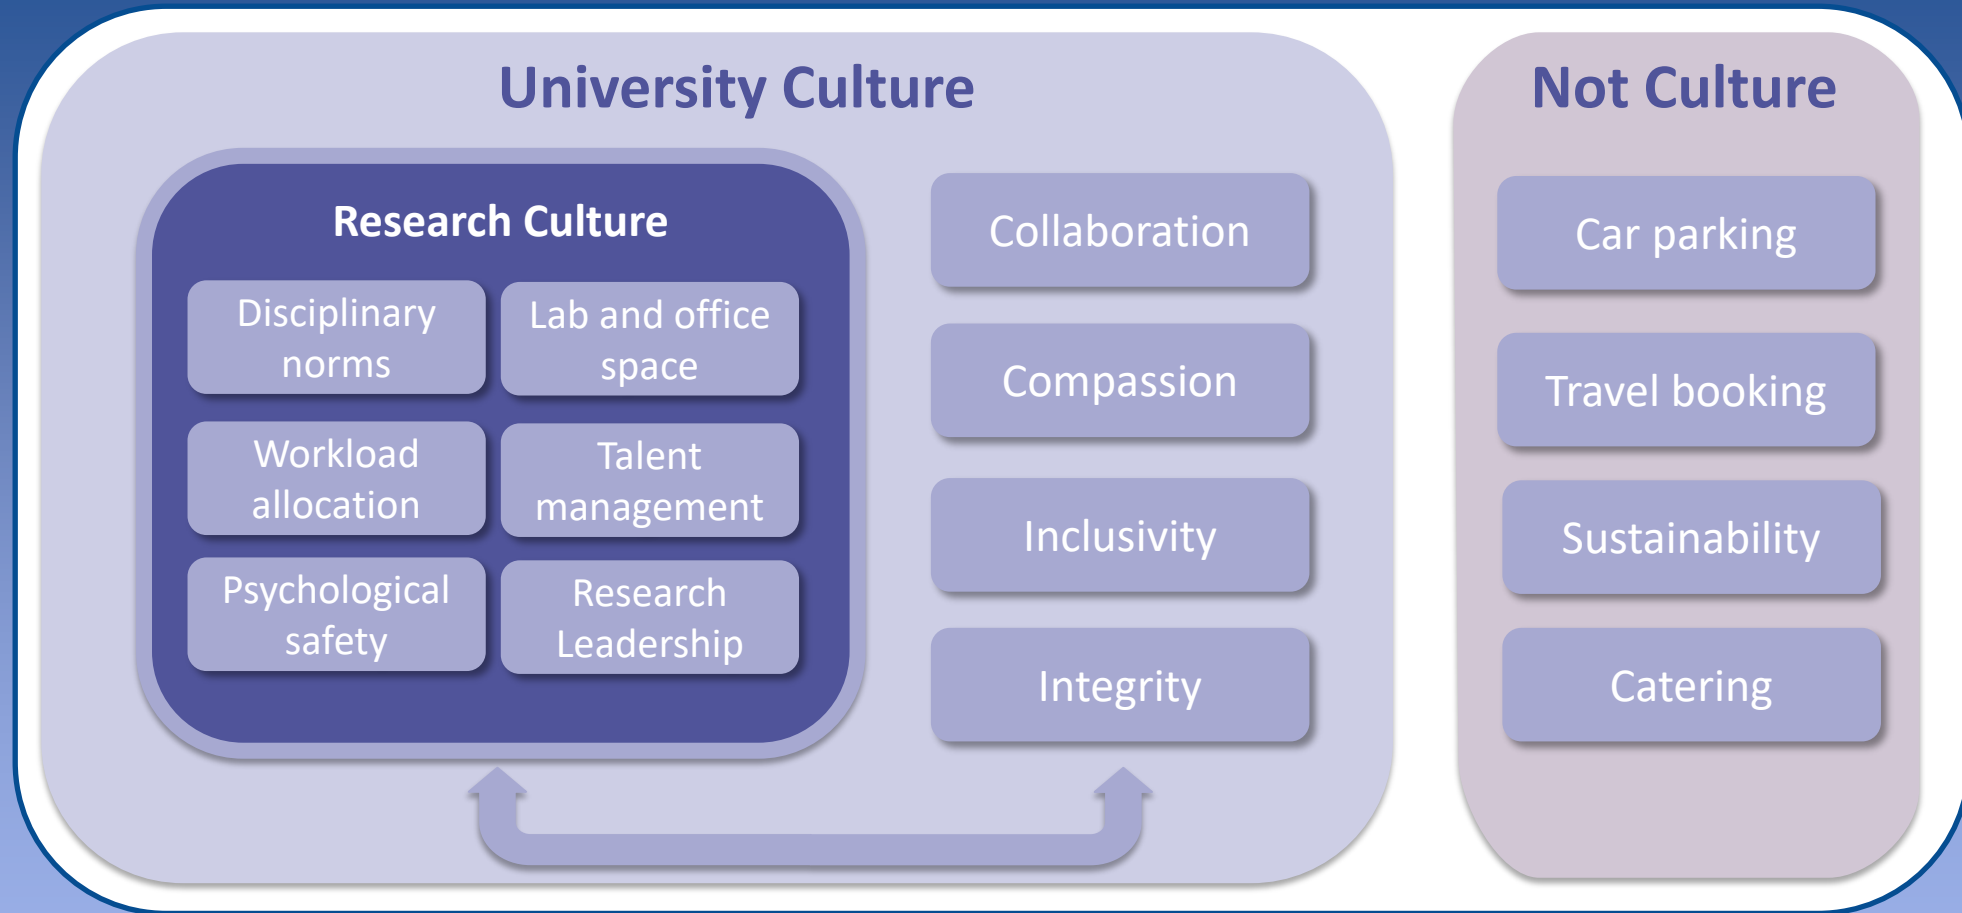 University Culture
Research Culture
Disciplinary
norms
Lab and office
space
Workload
allocation
Talent
management
Psychological
safety
Research
Leadership
Collaboration
Compassion
Inclusivity
Integrity
Not Culture
Car parking
Travel booking
Sustainability
Catering